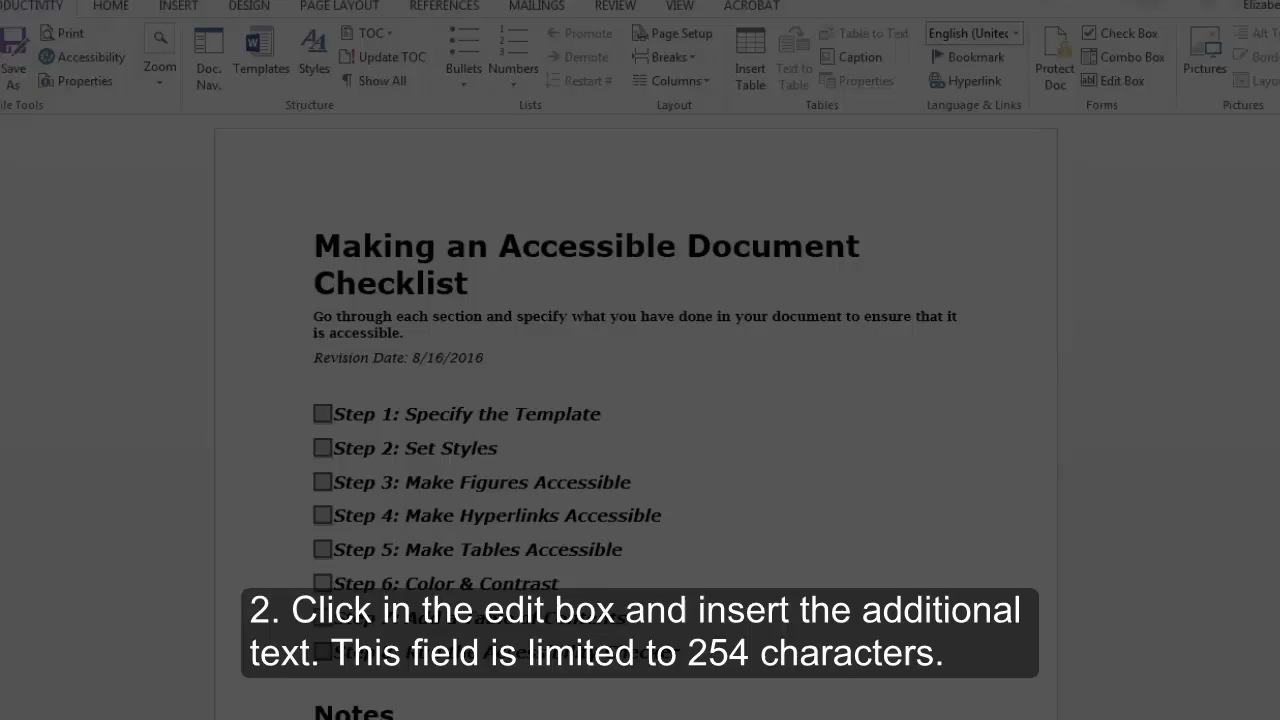 ODUCTIVITY HOME INSERT DESIGN PAGE LAYOUT REFERENCES MAILINGS REVIEW VIEW ACROBAT Elizabe
Save As
Print
Accessibility
Properties
Zoom
Doc. Nav.
Templates
Styles
TOC
Update TOC
Show All
Bullets
Numbers
Promote
Demote
Restart #
Page Setup
Breaks
Columns
Insert Table
Text to Table
Table to Text
Caption
Properties
English (Unitec
Bookmark
Hyperlink
Protect Doc
Check Box
Combo Box
Edit Box
Pictures
Alt T
Bord
Layo
ile Tools Structure Lists Layout Tables Language & Links Forms Pictures
Making an Accessible Document
Checklist
Go through each section and specify what you have done in your document to ensure that it
is accessible.
Revision Date: 8/16/2016
Step 1: Specify the Template
Step 2: Set Styles
Step 3: Make Figures Accessible
Step 4: Make Hyperlinks Accessible
Step 5: Make Tables Accessible
Step 6: Color & Contrast
2. Click in the edit box and insert the additional
text. This field is limited to 254 characters.
Notes